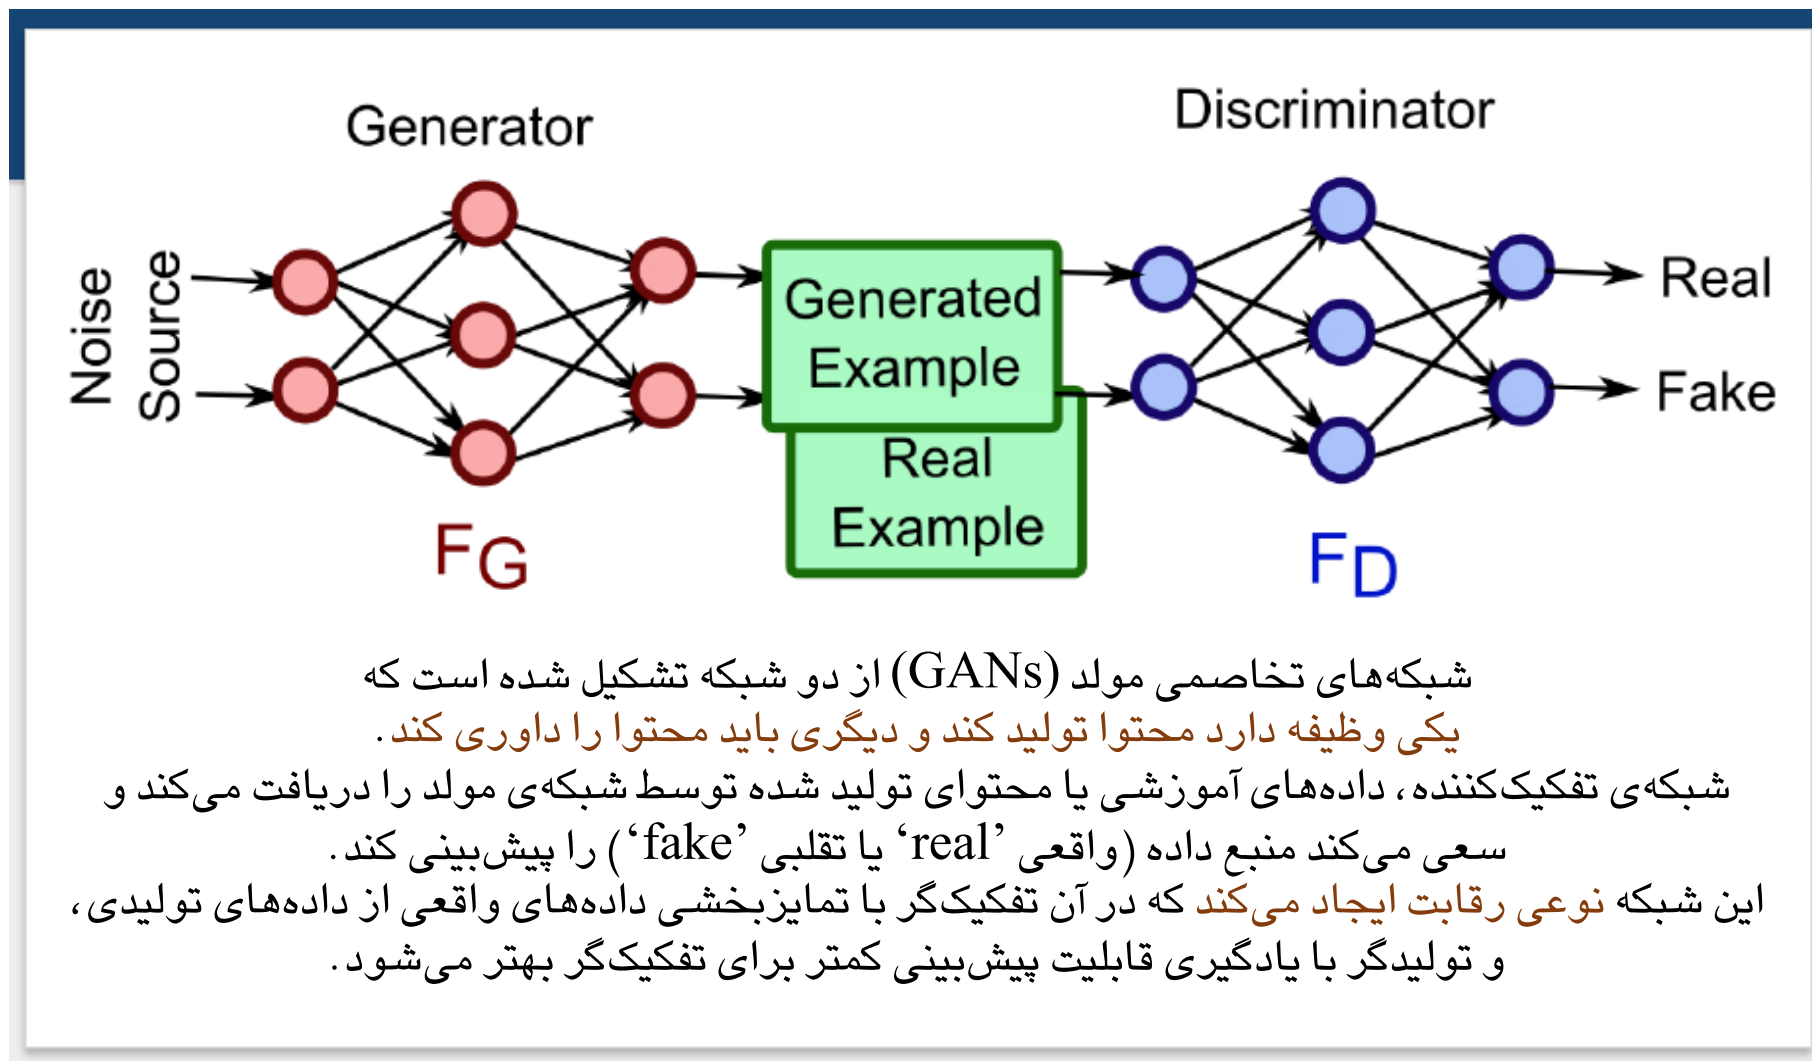 Generator
Discriminator
Noise
Source
Generated
Example
Real
Example
Real
Fake
FG
FD
شبکه‌های تخاصمی مولد (GANs) از دو شبکه تشکیل شده است که
یکی وظیفه دارد محتوا تولید کند و دیگری باید محتوا را داوری کند.
شبکه‌ی تفکیک‌کننده، داده‌های آموزشی یا محتوای تولید شده توسط شبکه‌ی مولد را دریافت می‌کند و
سعی می‌کند منبع داده (واقعی ‘real’ یا تقلبی ‘fake’) را پیش‌بینی کند.
این شبکه نوعی رقابت ایجاد می‌کند که در آن تفکیک‌گر با تمایزبخشی داده‌های واقعی از داده‌های تولیدی،
و تولیدگر با یادگیری قابلیت پیش‌بینی کمتر برای تفکیک‌گر بهتر می‌شود.